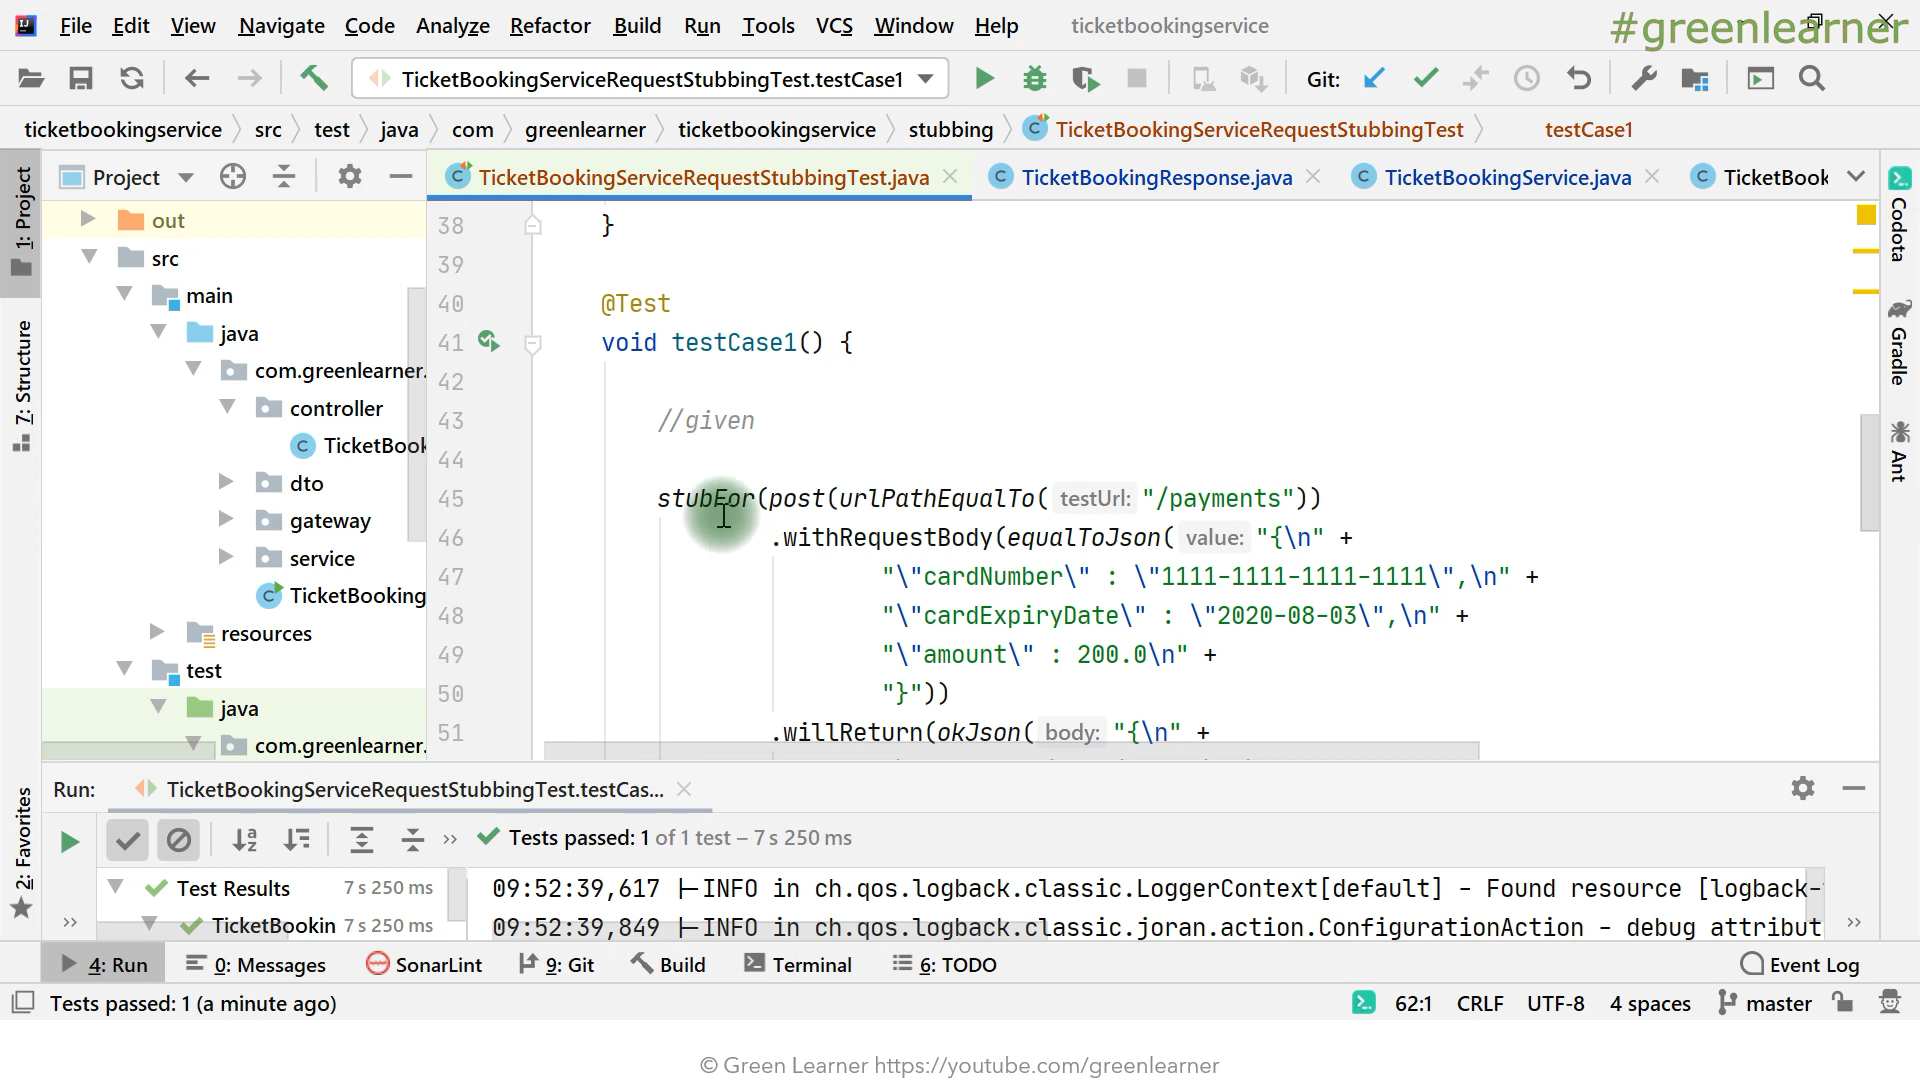 File Edit View Navigate Code Analyze Refactor Build Run Tools VCS Window Help ticketbookingservice #greenlearner
TicketBookingServiceRequestStubbingTest.testCase1 Git:
ticketbookingservice src test java com greenlearner ticketbookingservice stubbing TicketBookingServiceRequestStubbingTest testCase1
1: Project
7: Structure
2: Favorites
Project
TicketBookingServiceRequestStubbingTest.java TicketBookingResponse.java TicketBookingService.java TicketBook
out
src
main
java
com.greenlearner.
controller
TicketBook
dto
gateway
service
TicketBooking
resources
test
java
com.greenlearner.
38 }
39
40 @Test
41 void testCase1() {
42
43 //given
44
45 stubFor(post(urlPathEqualTo( testUrl: "/payments"))
46 .withRequestBody(equalToJson( value: "{\n" +
47 "\"cardNumber\" : \"1111-1111-1111-1111\",\n" +
48 "\"cardExpiryDate\" : \"2020-08-03\",\n" +
49 "\"amount\" : 200.0\n" +
50 "}"))
51 .willReturn(okJson( body: "{\n" +
Codota
Gradle
Ant
Run: TicketBookingServiceRequestStubbingTest.testCas...
Tests passed: 1 of 1 test – 7 s 250 ms
Test Results 7 s 250 ms
TicketBookin 7 s 250 ms
09:52:39,617 |-INFO in ch.qos.logback.classic.LoggerContext[default] - Found resource [logback-
09:52:39,849 |-INFO in ch.qos.logback.classic.joran.action.ConfigurationAction - debug attribut
4: Run 0: Messages SonarLint 9: Git Build Terminal 6: TODO Event Log
Tests passed: 1 (a minute ago) 62:1 CRLF UTF-8 4 spaces master
© Green Learner https://youtube.com/greenlearner